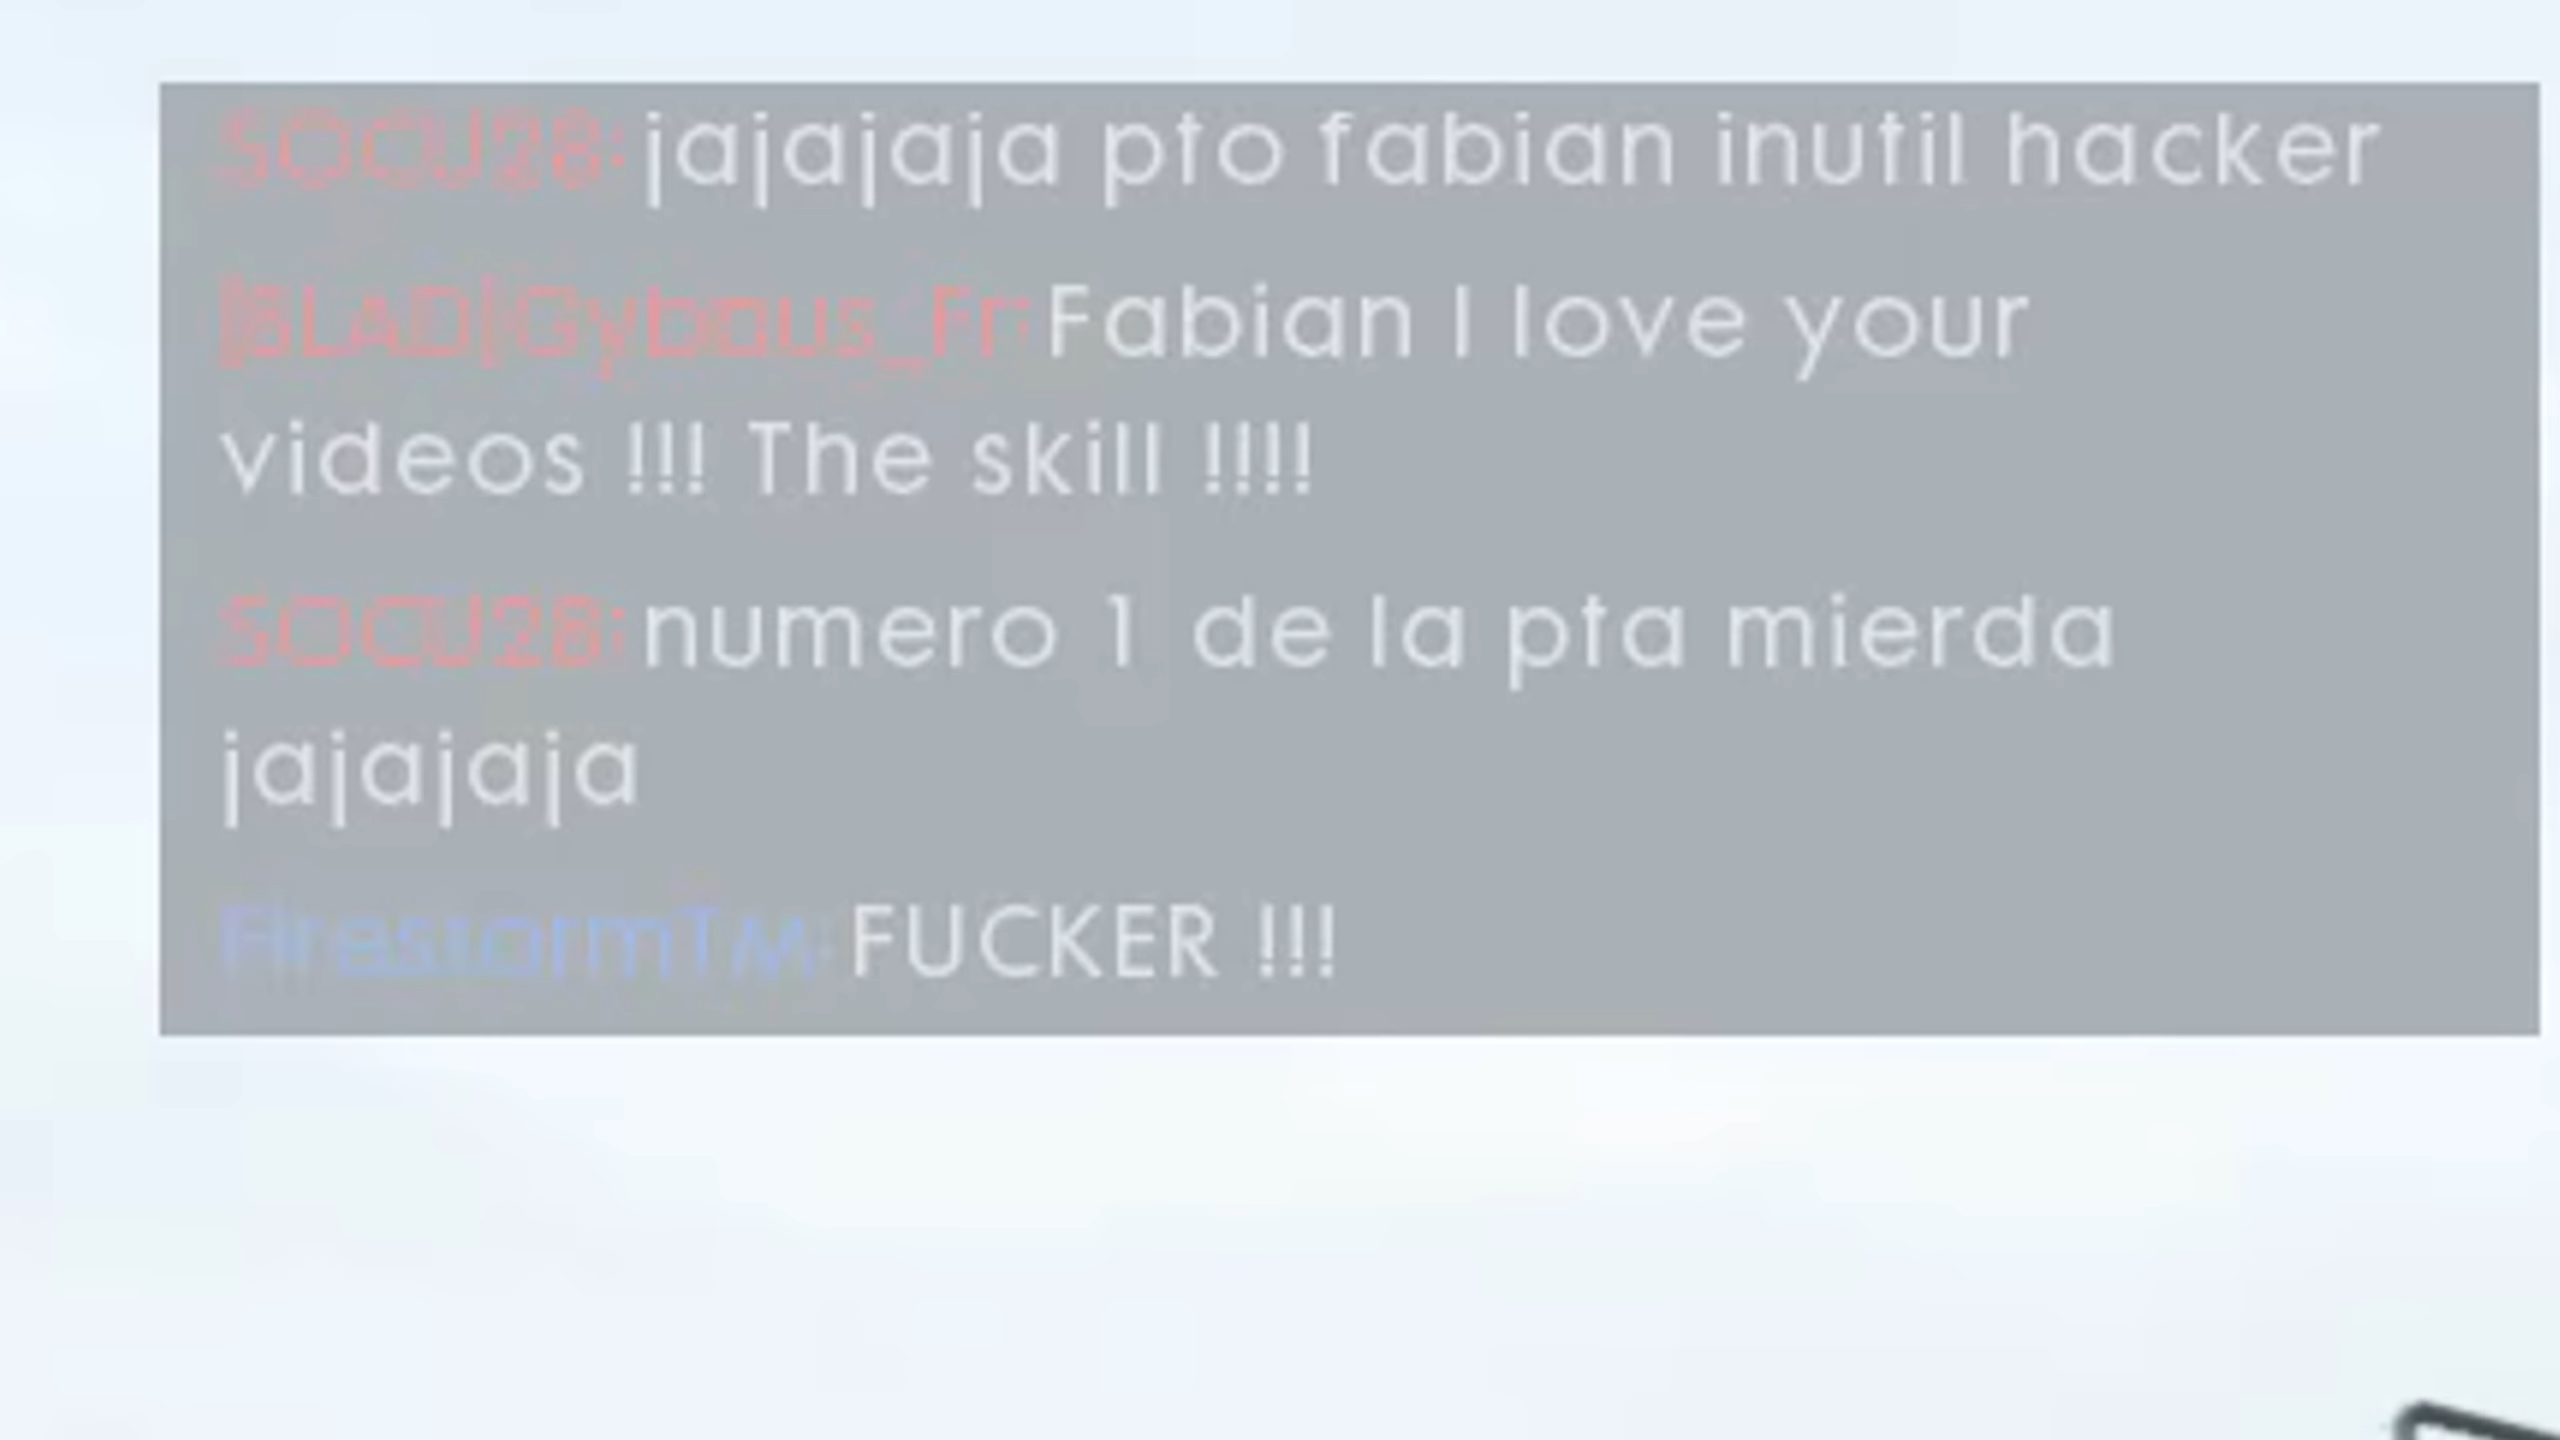 SOCU28: jajajaja pto fabian inutil hacker
|BLAD|Gybous_Fr: Fabian I love your
videos !!! The skill !!!!
SOCU28: numero 1 de la pta mierda
jajajaja
FirestormTM: FUCKER !!!